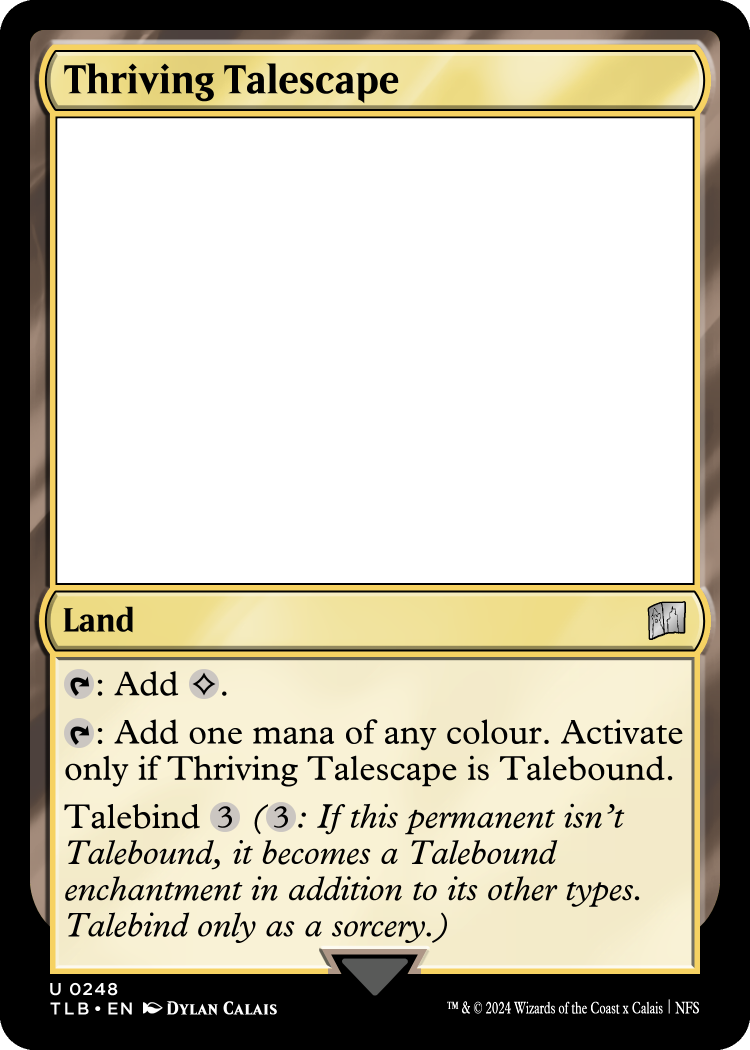 Thriving Talescape
Land
: Add .
: Add one mana of any colour. Activate
only if Thriving Talescape is Talebound.
Talebind 3 (3: If this permanent isn't
Talebound, it becomes a Talebound
enchantment in addition to its other types.
Talebind only as a sorcery.)
U 0248
TLB • EN DYLAN CALAIS
™ & © 2024 Wizards of the Coast x Calais | NFS